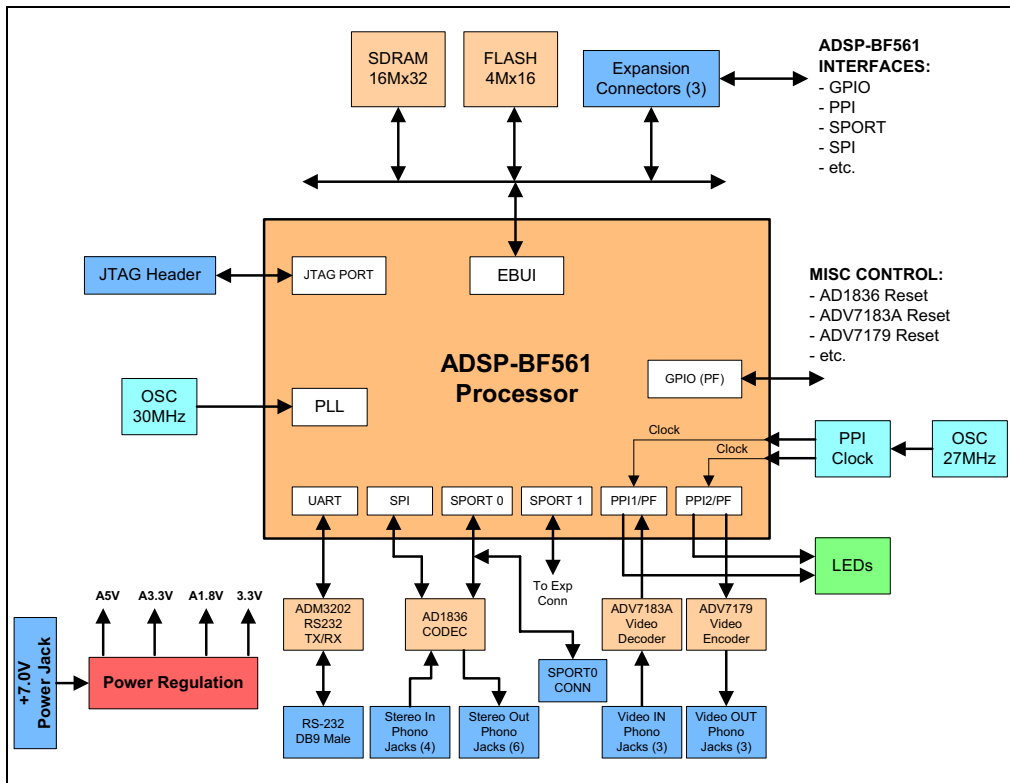 SDRAM
16Mx32
FLASH
4Mx16
Expansion
Connectors (3)
ADSP-BF561
INTERFACES:
- GPIO
- PPI
- SPORT
- SPI
- etc.
JTAG Header
JTAG PORT
EBUI
MISC CONTROL:
- AD1836 Reset
- ADV7183A Reset
- ADV7179 Reset
- etc.
ADSP-BF561
Processor
GPIO (PF)
OSC
30MHz
PLL
Clock
Clock
PPI
Clock
OSC
27MHz
UART
SPI
SPORT 0
SPORT 1
PPI1/PF
PPI2/PF
LEDs
To Exp
Conn
A5V
A3.3V
A1.8V
3.3V
ADM3202
RS232
TX/RX
AD1836
CODEC
ADV7183A
Video
Decoder
ADV7179
Video
Encoder
+7.0V
Power Jack
Power Regulation
SPORT0
CONN
RS-232
DB9 Male
Stereo In
Phono
Jacks (4)
Stereo Out
Phono
Jacks (6)
Video IN
Phono
Jacks (3)
Video OUT
Phono
Jacks (3)